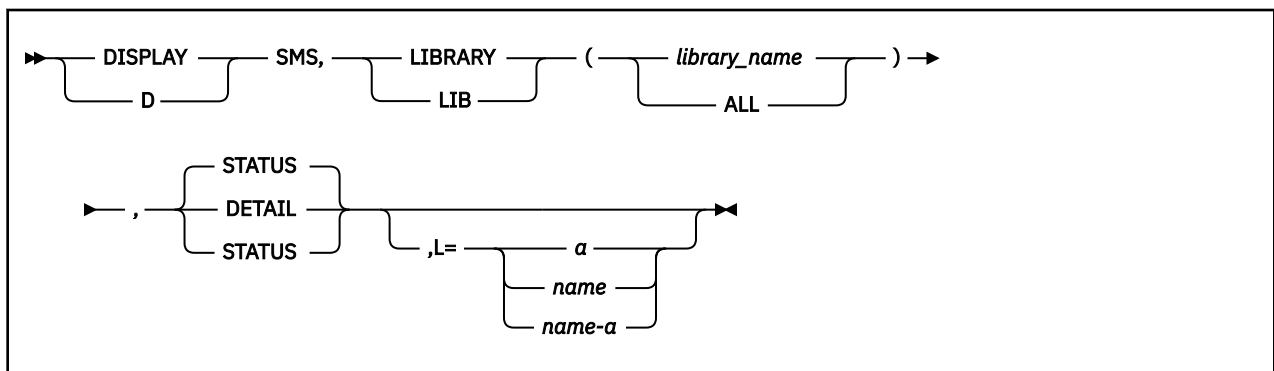 DISPLAY SMS, LIBRARY ( library_name )
D LIB ALL
STATUS
, DETAIL
STATUS
,L= a
name
name-a